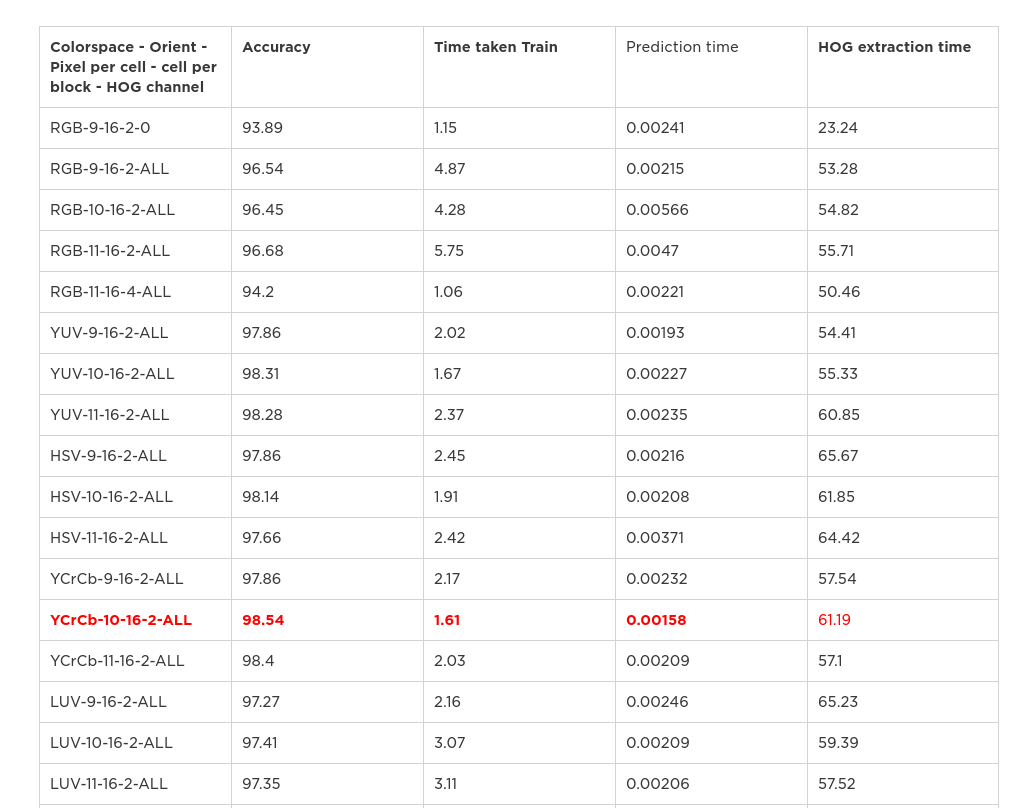 Colorspace - Orient - Pixel per cell - cell per block - HOG channel Accuracy Time taken Train Prediction time HOG extraction time
RGB-9-16-2-0 93.89 1.15 0.00241 23.24
RGB-9-16-2-ALL 96.54 4.87 0.00215 53.28
RGB-10-16-2-ALL 96.45 4.28 0.00566 54.82
RGB-11-16-2-ALL 96.68 5.75 0.0047 55.71
RGB-11-16-4-ALL 94.2 1.06 0.00221 50.46
YUV-9-16-2-ALL 97.86 2.02 0.00193 54.41
YUV-10-16-2-ALL 98.31 1.67 0.00227 55.33
YUV-11-16-2-ALL 98.28 2.37 0.00235 60.85
HSV-9-16-2-ALL 97.86 2.45 0.00216 65.67
HSV-10-16-2-ALL 98.14 1.91 0.00208 61.85
HSV-11-16-2-ALL 97.66 2.42 0.00371 64.42
YCrCb-9-16-2-ALL 97.86 2.17 0.00232 57.54
YCrCb-10-16-2-ALL 98.54 1.61 0.00158 61.19
YCrCb-11-16-2-ALL 98.4 2.03 0.00209 57.1
LUV-9-16-2-ALL 97.27 2.16 0.00246 65.23
LUV-10-16-2-ALL 97.41 3.07 0.00209 59.39
LUV-11-16-2-ALL 97.35 3.11 0.00206 57.52